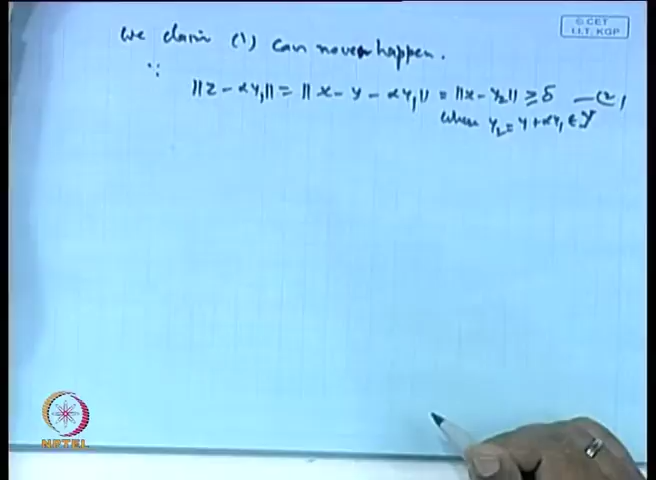 © CET
I.I.T. KGP
We claim (1) can never happen.
∵
||z - αy₁|| = ||x - y - αy₁|| = ||x - y₂|| ≥ δ —(2)
where y₂ = y + αy₁ ∈ Y
NPTEL